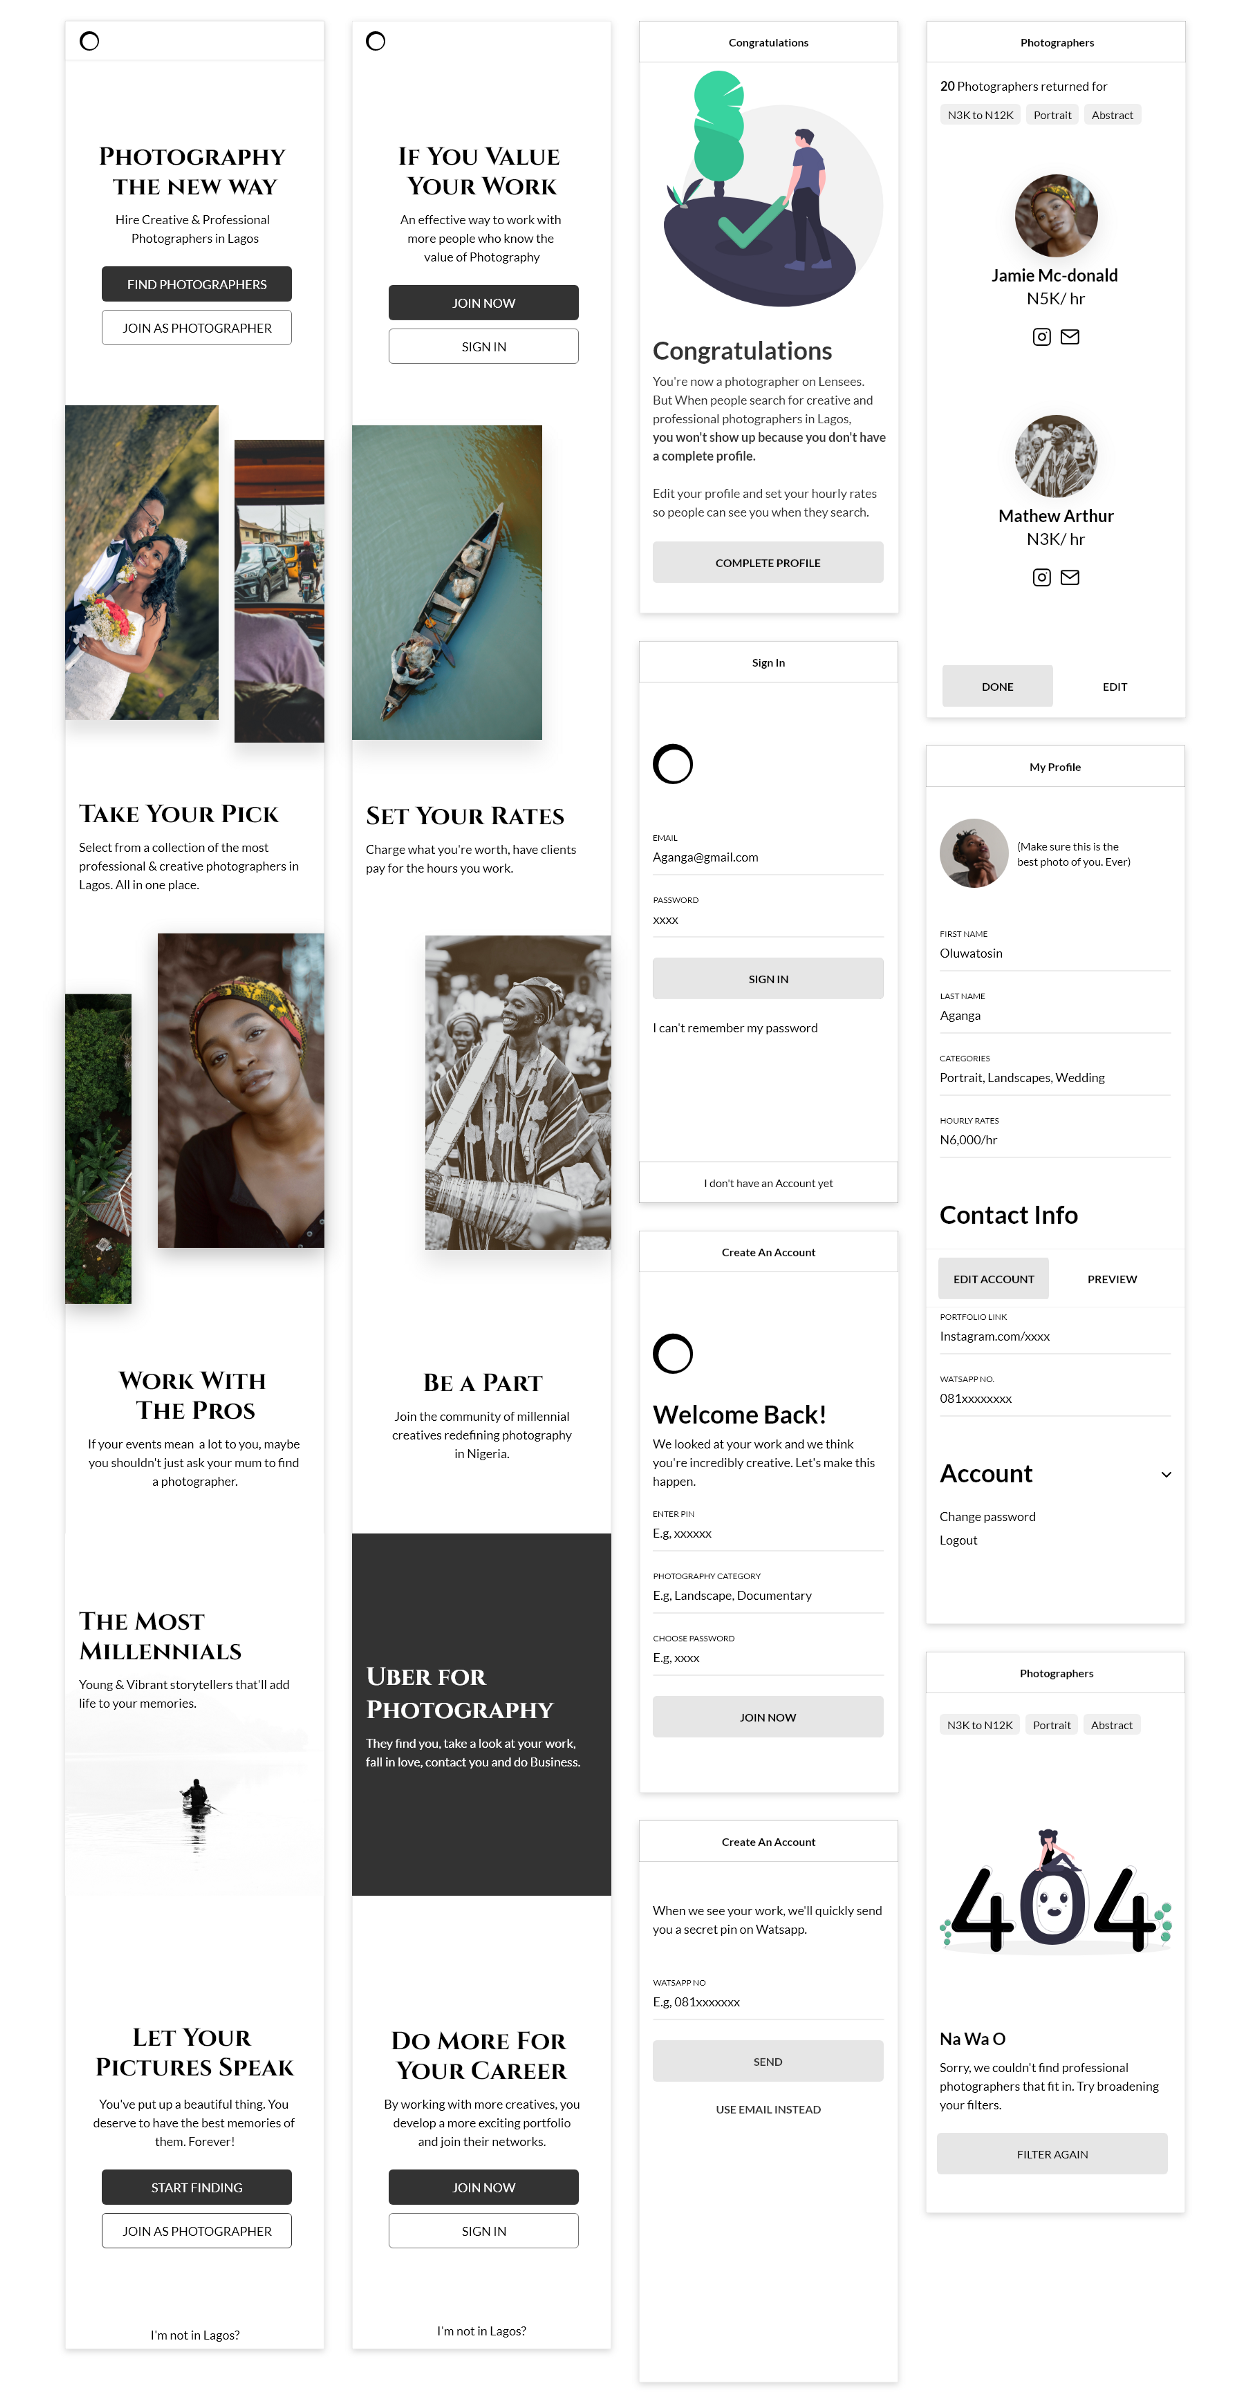 PHOTOGRAPHY
THE NEW WAY
Hire Creative & Professional
Photographers in Lagos
FIND PHOTOGRAPHERS
JOIN AS PHOTOGRAPHER
TAKE YOUR PICK
Select from a collection of the most
professional & creative photographers in
Lagos. All in one place.
WORK WITH
THE PROS
If your events mean  a lot to you, maybe
you shouldn't just ask your mum to find
a photographer.
THE MOST
MILLENNIALS
Young & Vibrant storytellers that'll add
life to your memories.
LET YOUR
PICTURES SPEAK
You've put up a beautiful thing. You
deserve to have the best memories of
them. Forever!
START FINDING
JOIN AS PHOTOGRAPHER
I'm not in Lagos?
IF YOU VALUE
YOUR WORK
An effective way to work with
more people who know the
value of Photography
JOIN NOW
SIGN IN
SET YOUR RATES
Charge what you're worth, have clients
pay for the hours you work.
BE A PART
Join the community of millennial
creatives redefining photography
in Nigeria.
UBER FOR
PHOTOGRAPHY
They find you, take a look at your work,
fall in love, contact you and do Business.
DO MORE FOR
YOUR CAREER
By working with more creatives, you
develop a more exciting portfolio
and join their networks.
JOIN NOW
SIGN IN
I'm not in Lagos?
Congratulations
Congratulations
You're now a photographer on Lensees.
But When people search for creative and
professional photographers in Lagos,
you won't show up because you don't have
a complete profile.
Edit your profile and set your hourly rates
so people can see you when they search.
COMPLETE PROFILE
Sign In
EMAIL
Aganga@gmail.com
PASSWORD
xxxx
SIGN IN
I can't remember my password
I don't have an Account yet
Create An Account
Welcome Back!
We looked at your work and we think
you're incredibly creative. Let's make this
happen.
ENTER PIN
E.g, xxxxxx
PHOTOGRAPHY CATEGORY
E.g, Landscape, Documentary
CHOOSE PASSWORD
E.g, xxxx
JOIN NOW
Create An Account
When we see your work, we'll quickly send
you a secret pin on Watsapp.
WATSAPP NO
E.g, 081xxxxxxx
SEND
USE EMAIL INSTEAD
Photographers
20 Photographers returned for
N3K to N12K Portrait Abstract
Jamie Mc-donald
N5K/ hr
Mathew Arthur
N3K/ hr
DONE EDIT
My Profile
(Make sure this is the
best photo of you. Ever)
FIRST NAME
Oluwatosin
LAST NAME
Aganga
CATEGORIES
Portrait, Landscapes, Wedding
HOURLY RATES
N6,000/hr
Contact Info
EDIT ACCOUNT PREVIEW
PORTFOLIO LINK
Instagram.com/xxxx
WATSAPP NO.
081xxxxxxxx
Account
Change password
Logout
Photographers
N3K to N12K Portrait Abstract
404
Na Wa O
Sorry, we couldn't find professional
photographers that fit in. Try broadening
your filters.
FILTER AGAIN